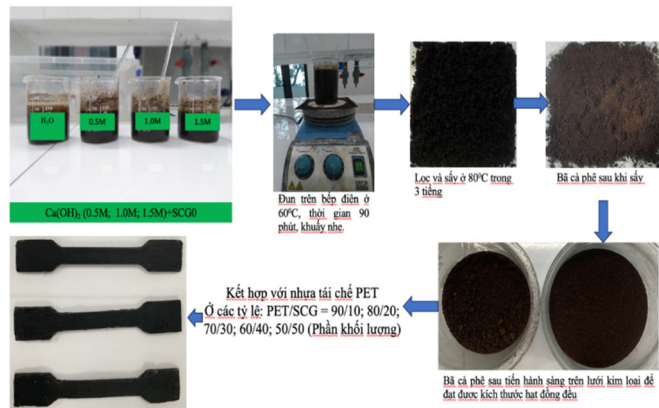 H₂O
0.5M
1.0M
1.5M
Ca(OH)₂ (0.5M; 1.0M; 1.5M)+SCG0
Đun trên bếp điện ở
60⁰C, thời gian 90
phút, khuấy nhẹ.
Lọc và sấy ở 80⁰C trong
3 tiếng
Bã cà phê sau khi sấy
Bã cà phê sau tiến hành sàng trên lưới kim loai để
đạt được kích thước hạt đồng đều
Kết hợp với nhựa tái chế PET
Ở các tỷ lệ: PET/SCG = 90/10; 80/20;
70/30; 60/40; 50/50 (Phần khối lượng)